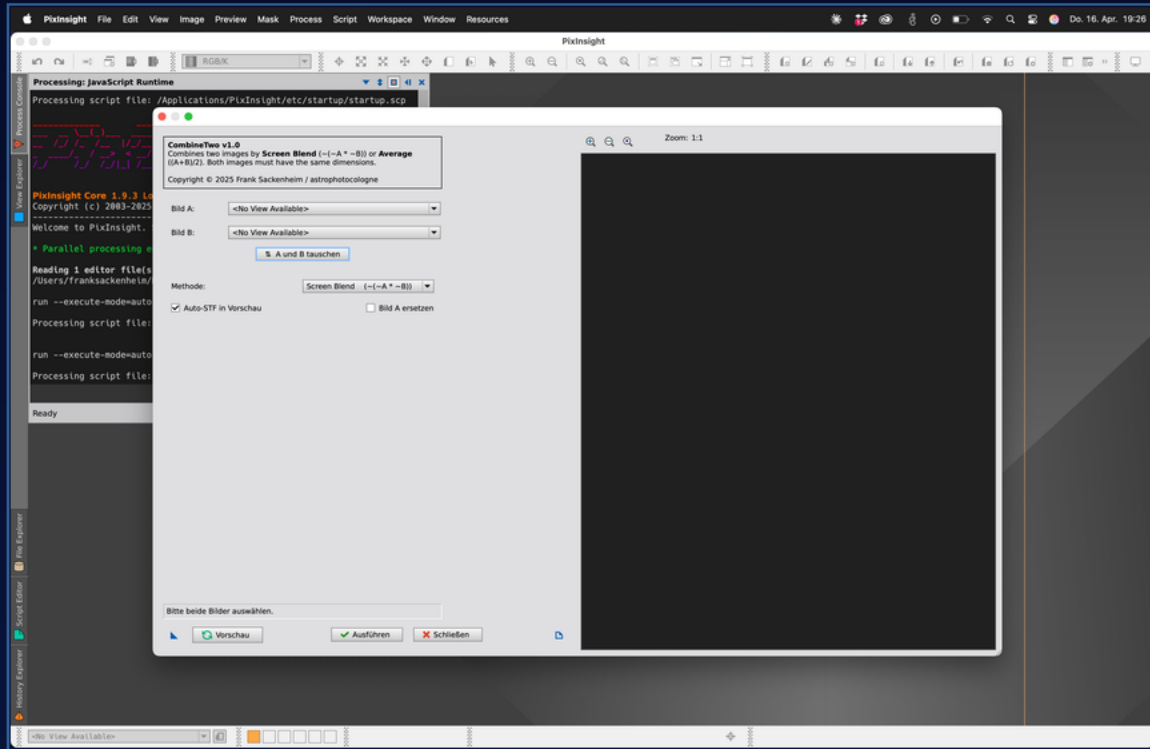 PixInsight File Edit View Image Preview Mask Process Script Workspace Window Resources
Do. 16. Apr. 19:26
PixInsight
RGB/K
Process Console
View Explorer
File Explorer
Script Editor
History Explorer
Processing: JavaScript Runtime
Processing script file: /Applications/PixInsight/etc/startup/startup.scp
PixInsight Core 1.9.3 Lo
Copyright (c) 2003-2025
Welcome to PixInsight.
* Parallel processing e
Reading 1 editor file(s
/Users/franksackenheim/
run --execute-mode=auto
Processing script file:
run --execute-mode=auto
Processing script file:
Ready
CombineTwo v1.0
Combines two images by Screen Blend (~(~A * ~B)) or Average
((A+B)/2). Both images must have the same dimensions.
Copyright © 2025 Frank Sackenheim / astrophotocologne
Bild A: <No View Available>
Bild B: <No View Available>
A und B tauschen
Methode: Screen Blend (~(~A * ~B))
Auto-STF in Vorschau Bild A ersetzen
Bitte beide Bilder auswählen.
Vorschau Ausführen Schließen
Zoom: 1:1
<No View Available>